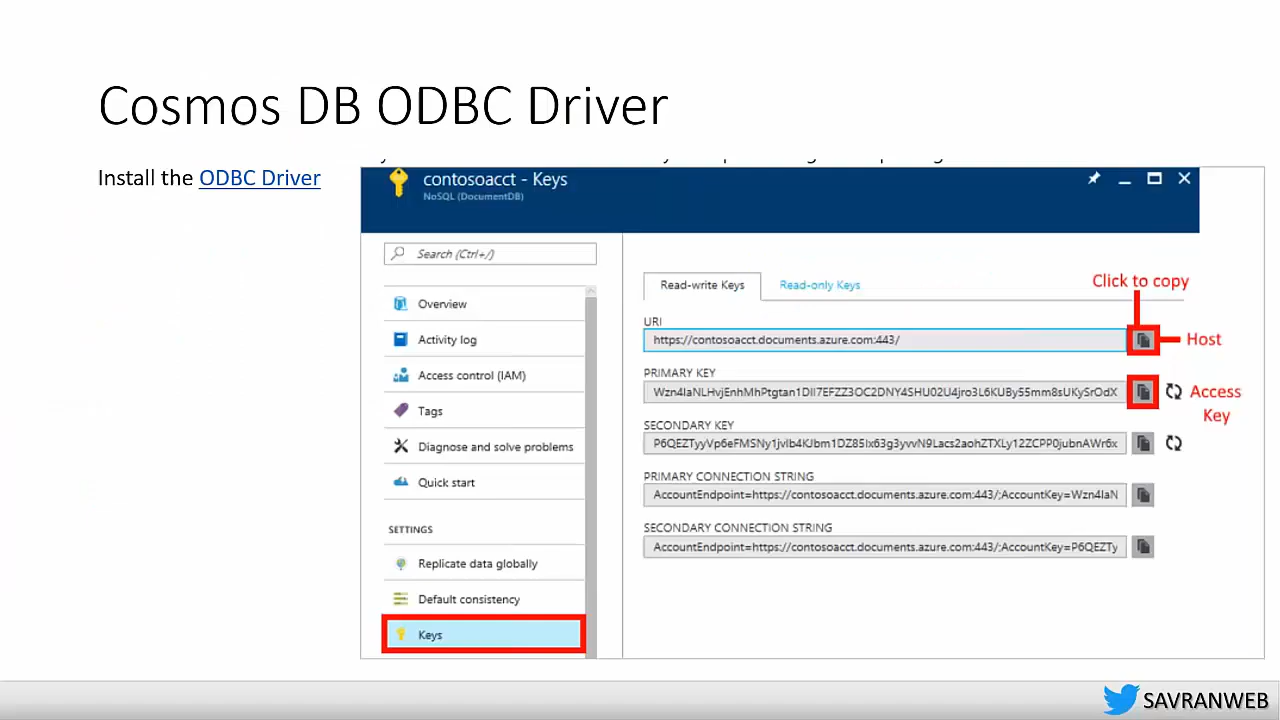 Cosmos DB ODBC Driver
Install the ODBC Driver
contosoacct - Keys
NoSQL (DocumentDB)
Search (Ctrl+/)
Overview
Activity log
Access control (IAM)
Tags
Diagnose and solve problems
Quick start
SETTINGS
Replicate data globally
Default consistency
Keys
Read-write Keys
Read-only Keys
Click to copy
URI
https://contosoacct.documents.azure.com:443/
Host
PRIMARY KEY
Wzn4IaNLHvjEnhMhPtgtan1DII7EFZZ3OC2DNY4SHU02U4jro3L6KUBy55mm8sUKySrOdX
Access
Key
SECONDARY KEY
P6QEZTyyVp6eFMSNy1jvIb4KJbm1DZ85Ix63g3yvvN9Lacs2aohZTXLy12ZCPP0jubnAWr6x
PRIMARY CONNECTION STRING
AccountEndpoint=https://contosoacct.documents.azure.com:443/;AccountKey=Wzn4IaN
SECONDARY CONNECTION STRING
AccountEndpoint=https://contosoacct.documents.azure.com:443/;AccountKey=P6QEZTy
SAVRANWEB